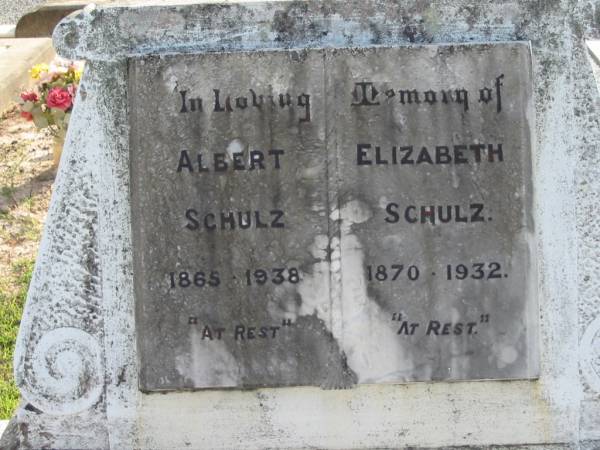 In Loving Memory of
ALBERT
SCHULZ
1865 - 1938
"AT REST"
ELIZABETH
SCHULZ.
1870 - 1932.
"AT REST."